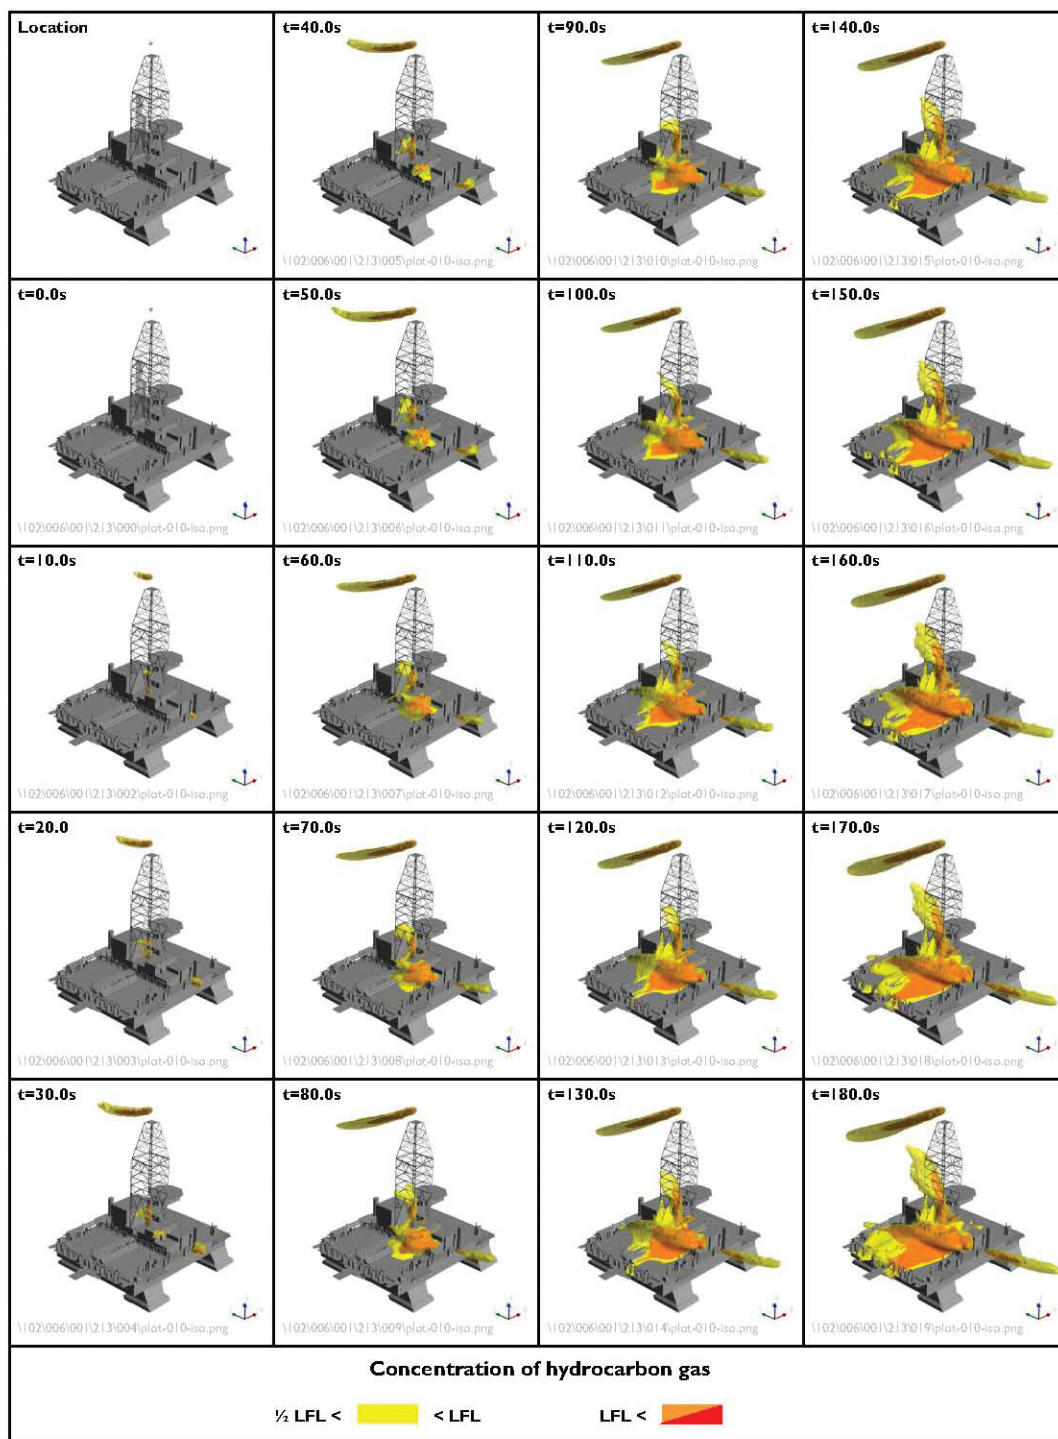 Location
t=0.0s
\102\006\001\213\000\plot-010-iso.png
t=10.0s
\102\006\001\213\002\plot-010-iso.png
t=20.0
\102\006\001\213\003\plot-010-iso.png
t=30.0s
\102\006\001\213\004\plot-010-iso.png
t=40.0s
\102\006\001\213\005\plot-010-iso.png
t=50.0s
\102\006\001\213\006\plot-010-iso.png
t=60.0s
\102\006\001\213\007\plot-010-iso.png
t=70.0s
\102\006\001\213\008\plot-010-iso.png
t=80.0s
\102\006\001\213\009\plot-010-iso.png
t=90.0s
\102\006\001\213\010\plot-010-iso.png
t=100.0s
\102\006\001\213\011\plot-010-iso.png
t=110.0s
\102\006\001\213\012\plot-010-iso.png
t=120.0s
\102\006\001\213\013\plot-010-iso.png
t=130.0s
\102\006\001\213\014\plot-010-iso.png
t=140.0s
\102\006\001\213\015\plot-010-iso.png
t=150.0s
\102\006\001\213\016\plot-010-iso.png
t=160.0s
\102\006\001\213\017\plot-010-iso.png
t=170.0s
\102\006\001\213\018\plot-010-iso.png
t=180.0s
\102\006\001\213\019\plot-010-iso.png
Concentration of hydrocarbon gas
½ LFL < < LFL LFL <